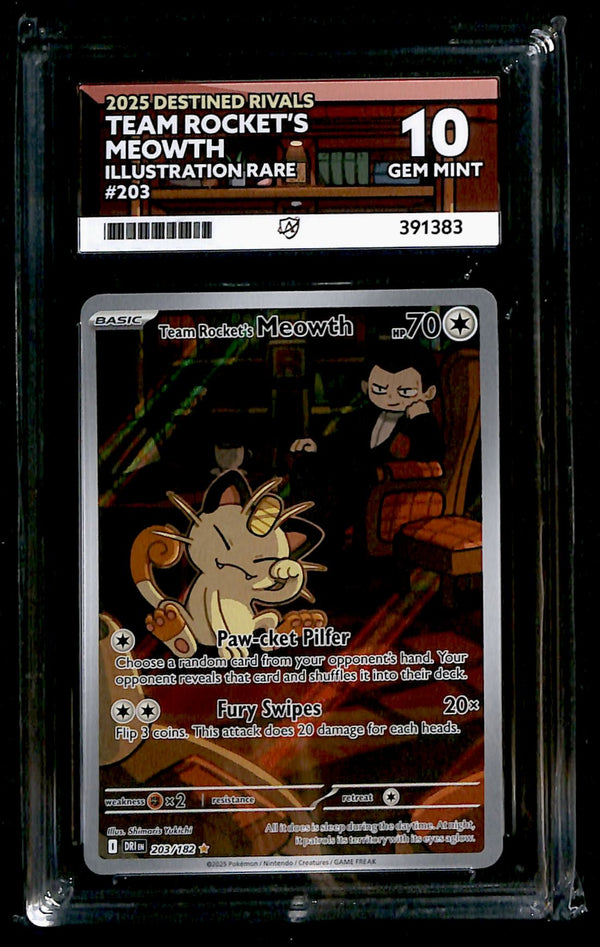 2025 DESTINED RIVALS
TEAM ROCKET'S
MEOWTH
ILLUSTRATION RARE
#203
10
GEM MINT
391383
BASIC
Team Rocket's Meowth HP70
Paw-cket Pilfer
Choose a random card from your opponent's hand. Your
opponent reveals that card and shuffles it into their deck.
Fury Swipes 20×
Flip 3 coins. This attack does 20 damage for each heads.
weakness ×2 resistance retreat
Illus. Shimaris Yukichi
All it does is sleep during the daytime. At night,
it patrols its territory with its eyes aglow.
I DRI EN 203/182
©2025 Pokémon / Nintendo / Creatures / GAME FREAK